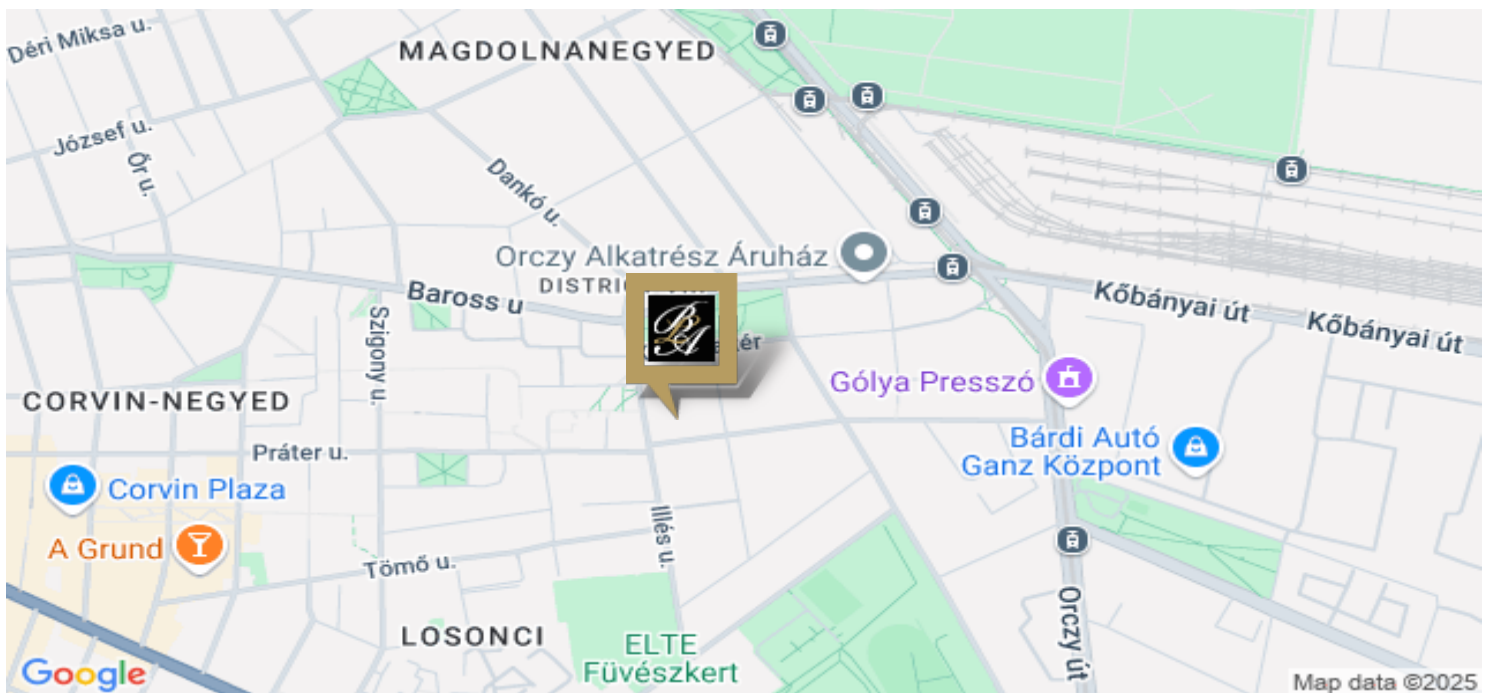 Déri Miksa u.
MAGDOLNANEGYED
József u.
Őr u.
Dankó u.
Orczy Alkatrész Áruház
Baross u
Szigony u.
BA
Kőbányai út
Kőbányai út
Gólya Presszó
CORVIN-NEGYED
Bárdi Autó
Ganz Központ
Práter u.
Corvin Plaza
A Grund
Illés u.
Tömő u.
LOSONCI
ELTE
Füvészkert
Orczy út
Google
Map data ©2025